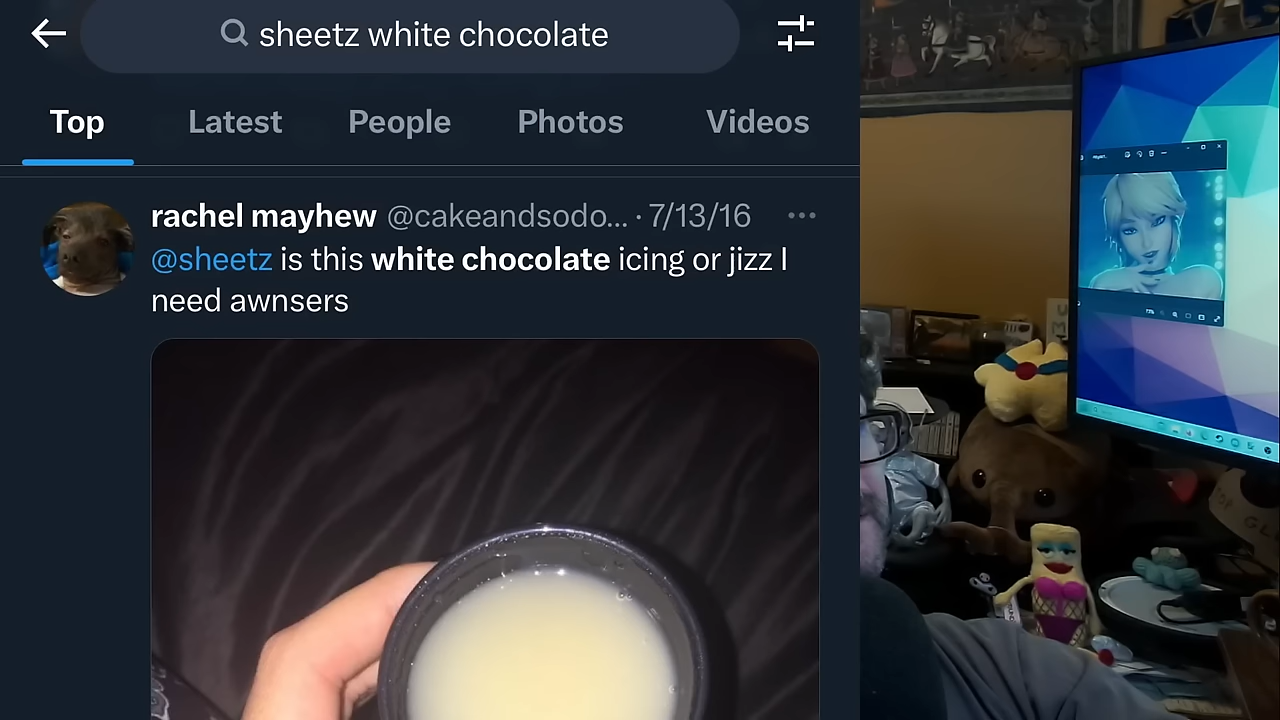 sheetz white chocolate
Top Latest People Photos Videos
rachel mayhew @cakeandsodo... · 7/13/16
@sheetz is this white chocolate icing or jizz I
need awnsers